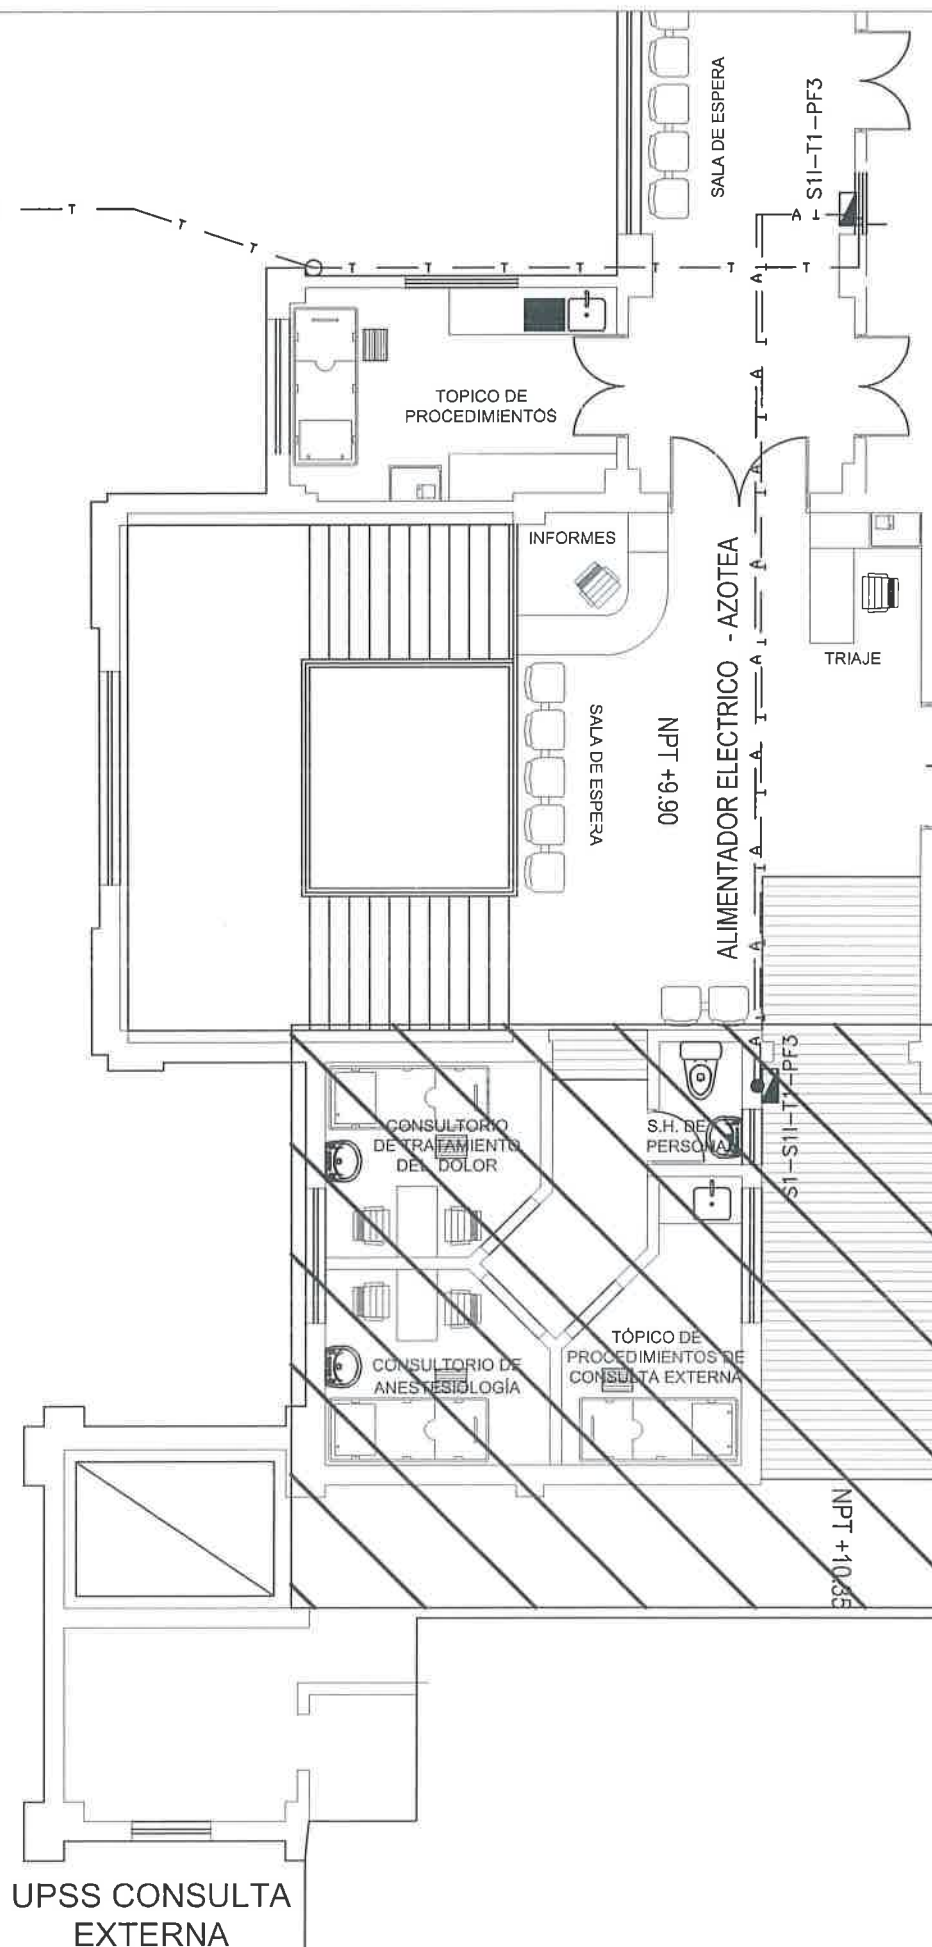 SALA DE ESPERA
S1I-T1-PF3
T
T
T
T
T
T
T
T
T
T
A
A
TOPICO DE
PROCEDIMIENTOS
A
A
INFORMES
A
A
A
A
A
A
TRIAJE
SALA DE ESPERA
NPT +9.90
ALIMENTADOR ELECTRICO - AZOTEA
S1-S1I-T1-PF3
CONSULTORIO
DE TRATAMIENTO
DEL DOLOR
S.H. DE
PERSONAL
TÓPICO DE
PROCEDIMIENTOS DE
CONSULTA EXTERNA
CONSULTORIO DE
ANESTESIOLOGÍA
NPT +10.35
UPSS CONSULTA
EXTERNA